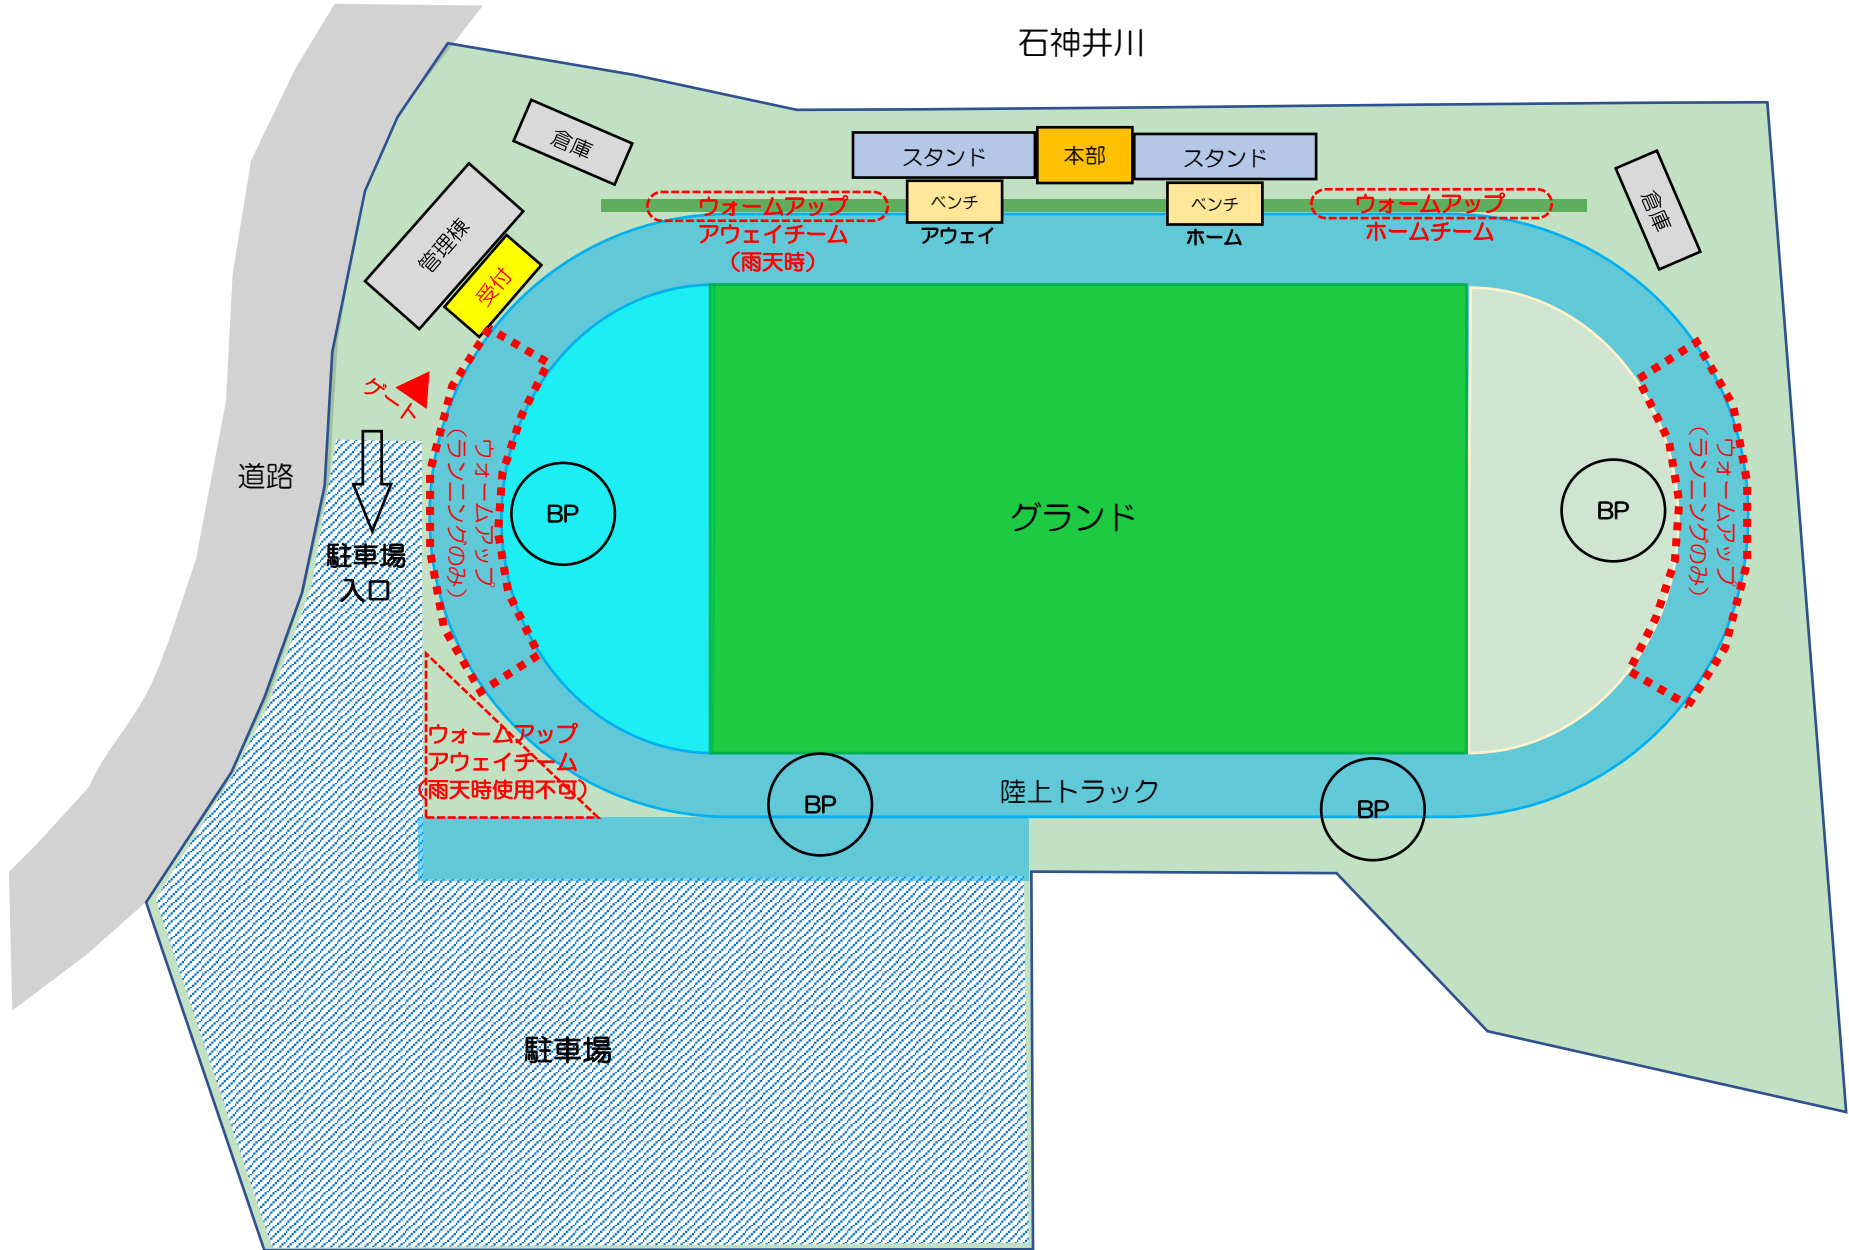 石神井川
倉庫
スタンド
本部
スタンド
倉庫
管理棟
受付
ベンチ
ベンチ
アウェイ
ホーム
ウォームアップ
アウェイチーム
(雨天時)
ウォームアップ
ホームチーム
ゲート
道路
駐車場
入口
ウォームアップ
(ランニングのみ)
BP
グランド
BP
ウォームアップ
(ランニングのみ)
ウォームアップ
アウェイチーム
(雨天時使用不可)
BP
陸上トラック
BP
駐車場